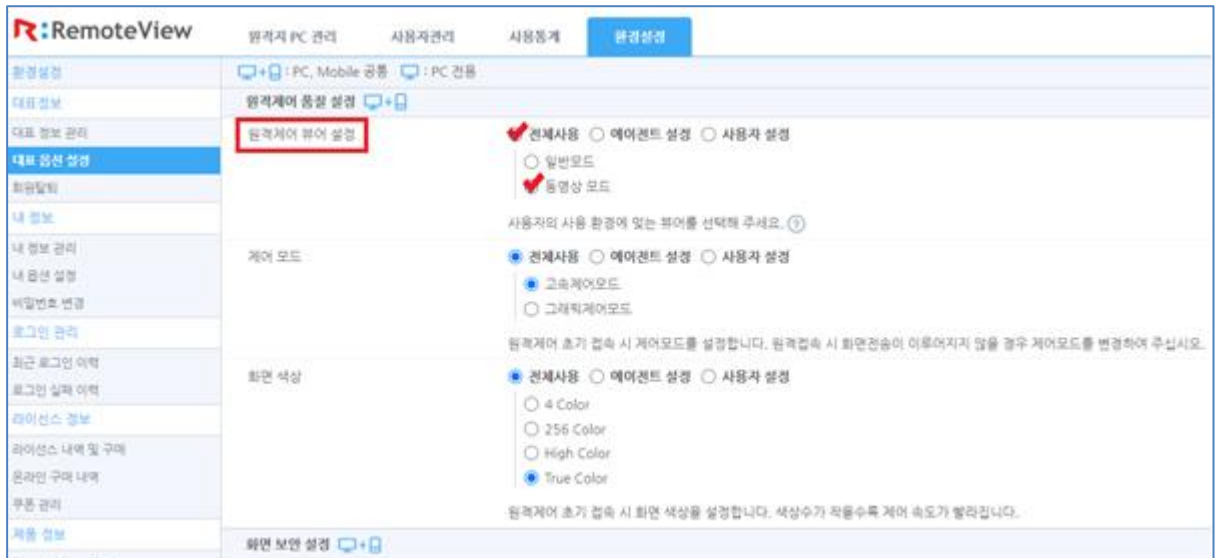 RemoteView
원격지 PC 관리 사용자관리 사용통계 환경설정
환경설정
대표정보
대표 정보 관리
대표 옵션 설정
회원탈퇴
내 정보
내 정보 관리
내 옵션 설정
비밀번호 변경
로그인 관리
최근 로그인 이력
로그인 실패 이력
라이선스 정보
라이선스 내역 및 구매
온라인 구매 내역
쿠폰 관리
제품 정보
: PC, Mobile 공통 : PC 전용
원격제어 품질 설정
원격제어 뷰어 설정
전체사용 에이전트 설정 사용자 설정
일반모드
동영상 모드
사용자의 사용 환경에 맞는 뷰어를 선택해 주세요. ?
제어 모드
전체사용 에이전트 설정 사용자 설정
고속제어모드
그래픽제어모드
원격제어 초기 접속 시 제어모드를 설정합니다. 원격접속 시 화면전송이 이루어지지 않을 경우 제어모드를 변경하여 주십시오.
화면 색상
전체사용 에이전트 설정 사용자 설정
4 Color
256 Color
High Color
True Color
원격제어 초기 접속 시 화면 색상을 설정합니다. 색상수가 작을수록 제어 속도가 빨라집니다.
화면 보안 설정